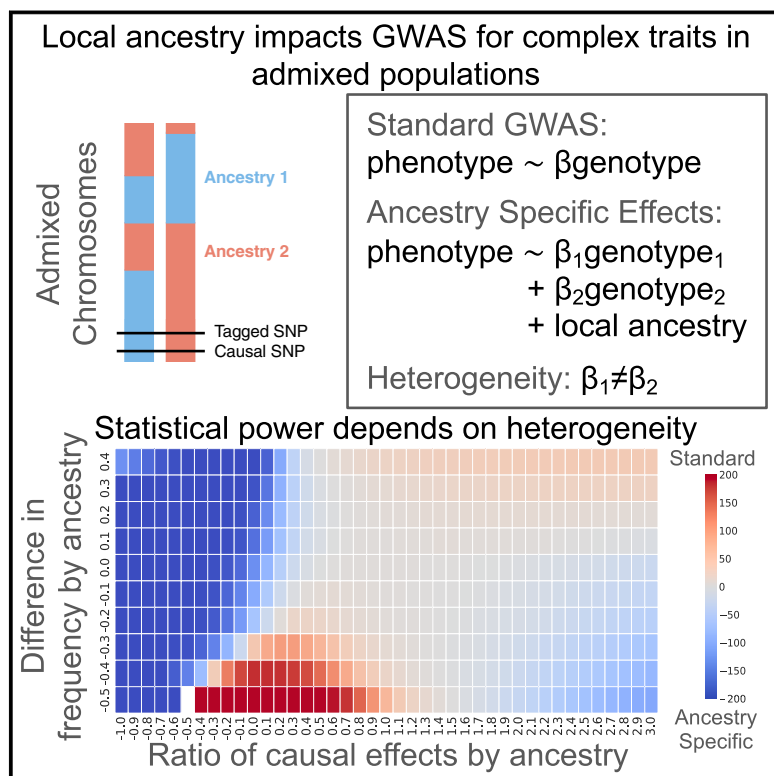 Local ancestry impacts GWAS for complex traits in
admixed populations
Admixed
Chromosomes
Ancestry 1
Ancestry 2
Tagged SNP
Causal SNP
Standard GWAS:
phenotype ~ βgenotype
Ancestry Specific Effects:
phenotype ~ β₁genotype₁
+ β₂genotype₂
+ local ancestry
Heterogeneity: β₁≠β₂
Statistical power depends on heterogeneity
Difference in
frequency by ancestry
0.4
0.3
0.2
0.1
0.0
-0.1
-0.2
-0.3
-0.4
-0.5
-1.0 -0.9 -0.8 -0.7 -0.6 -0.5 -0.4 -0.3 -0.2 -0.1 0.0 0.1 0.2 0.3 0.4 0.5 0.6 0.7 0.8 0.9 1.0 1.1 1.2 1.3 1.4 1.5 1.6 1.7 1.8 1.9 2.0 2.1 2.2 2.3 2.4 2.5 2.6 2.7 2.8 2.9 3.0
Ratio of causal effects by ancestry
Standard
200
150
100
50
0
−50
−100
−150
−200
Ancestry
Specific